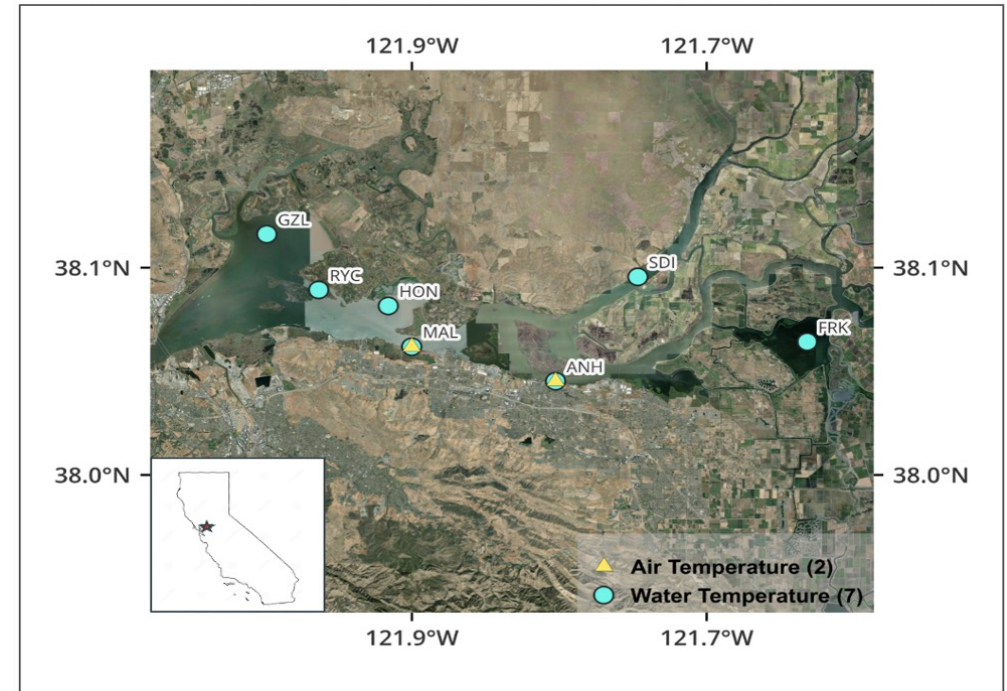 121.9°W 121.7°W
GZL
38.1°N SDI 38.1°N
RYC
HON
FRK
MAL
ANH
38.0°N 38.0°N
Air Temperature (2)
Water Temperature (7)
121.9°W 121.7°W